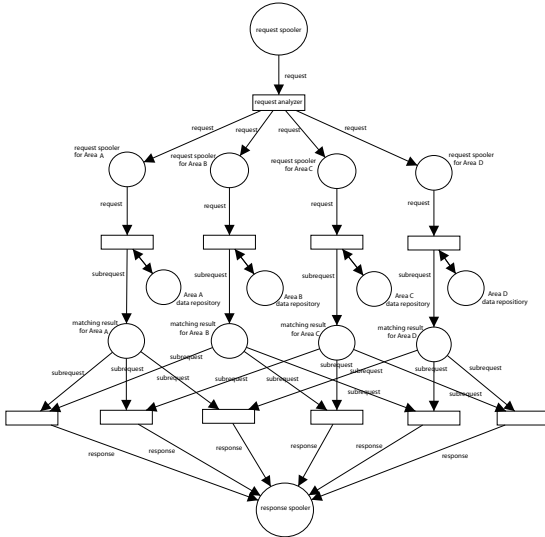 request spooler
request
request analyzer
request
request
request
request
request spooler
for Area A
request spooler
for Area B
request spooler
for Area C
request spooler
for Area D
request
request
request
request
subrequest
subrequest
subrequest
subrequest
Area A
data repository
Area B
data repository
Area C
data repository
Area D
data repositiory
matching result
for Area A
matching result
for Area B
matching result
for Area C
matching result
for Area D
subrequest
subrequest
subrequest
subrequest
subrequest
subrequest
subrequest
subrequest
subrequest
response
response
response
response
response
response
response spooler